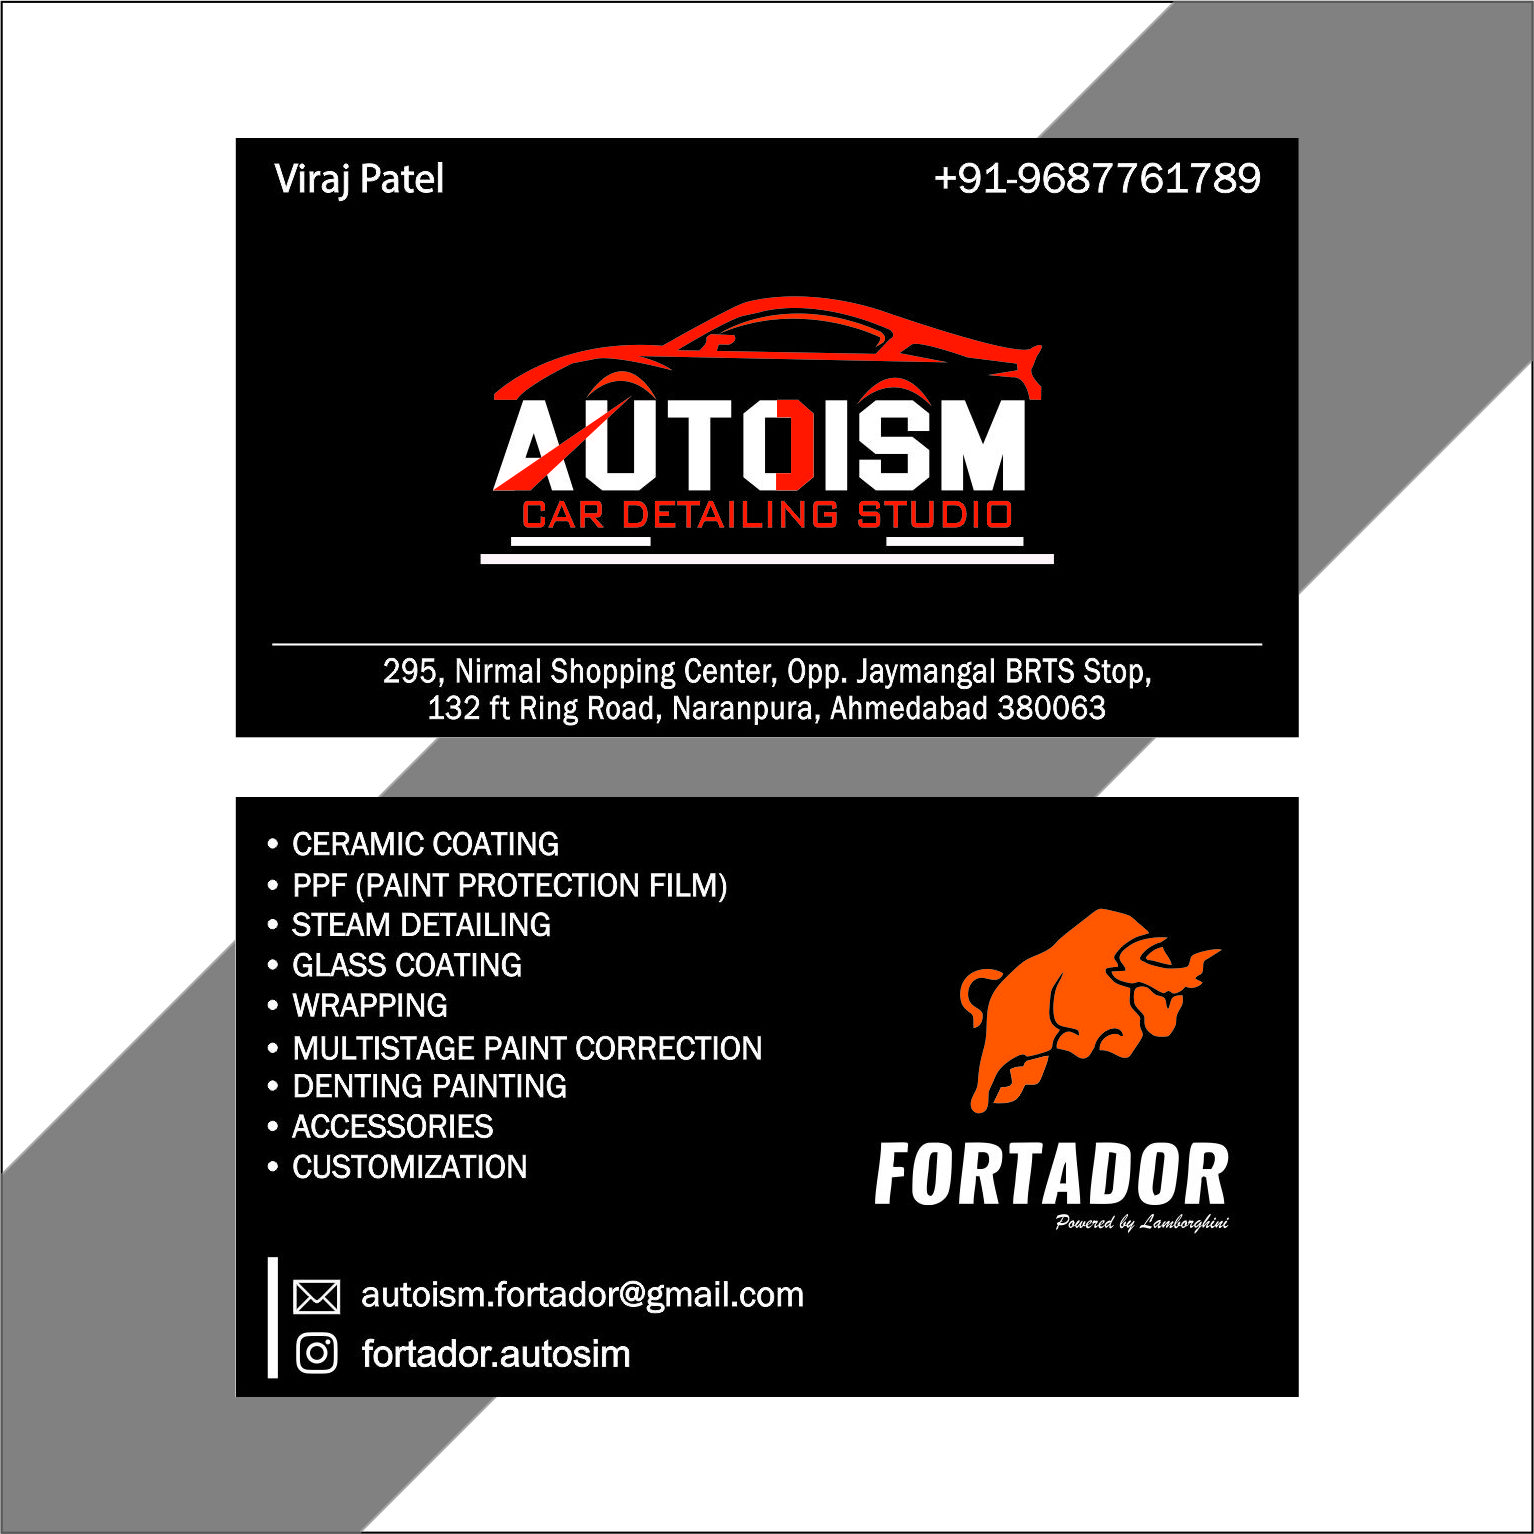 Viraj Patel
+91-9687761789
AUTOISM
CAR DETAILING STUDIO
295, Nirmal Shopping Center, Opp. Jaymangal BRTS Stop,
132 ft Ring Road, Naranpura, Ahmedabad 380063
• CERAMIC COATING
• PPF (PAINT PROTECTION FILM)
• STEAM DETAILING
• GLASS COATING
• WRAPPING
• MULTISTAGE PAINT CORRECTION
• DENTING PAINTING
• ACCESSORIES
• CUSTOMIZATION
FORTADOR
Powered by Lamborghini
autoism.fortador@gmail.com
fortador.autosim